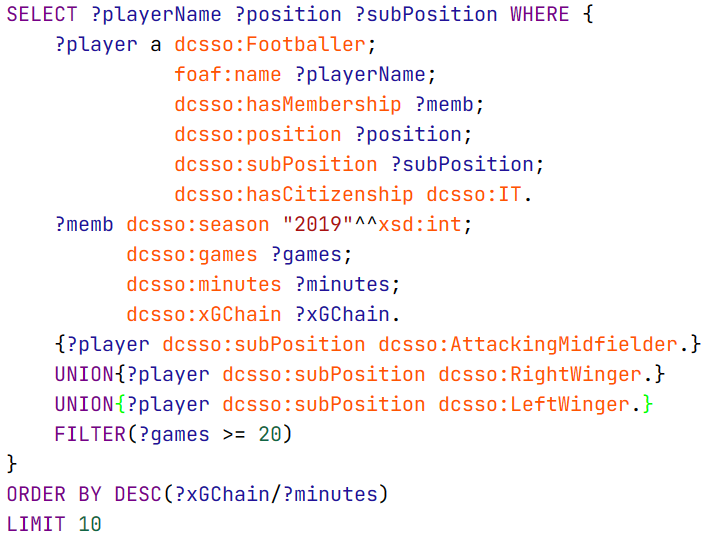 SELECT ?playerName ?position ?subPosition WHERE {
    ?player a dcsso:Footballer;
              foaf:name ?playerName;
              dcsso:hasMembership ?memb;
              dcsso:position ?position;
              dcsso:subPosition ?subPosition;
              dcsso:hasCitizenship dcsso:IT.
    ?memb dcsso:season "2019"^^xsd:int;
          dcsso:games ?games;
          dcsso:minutes ?minutes;
          dcsso:xGChain ?xGChain.
    {?player dcsso:subPosition dcsso:AttackingMidfielder.}
    UNION{?player dcsso:subPosition dcsso:RightWinger.}
    UNION{?player dcsso:subPosition dcsso:LeftWinger.}
    FILTER(?games >= 20)
}
ORDER BY DESC(?xGChain/?minutes)
LIMIT 10